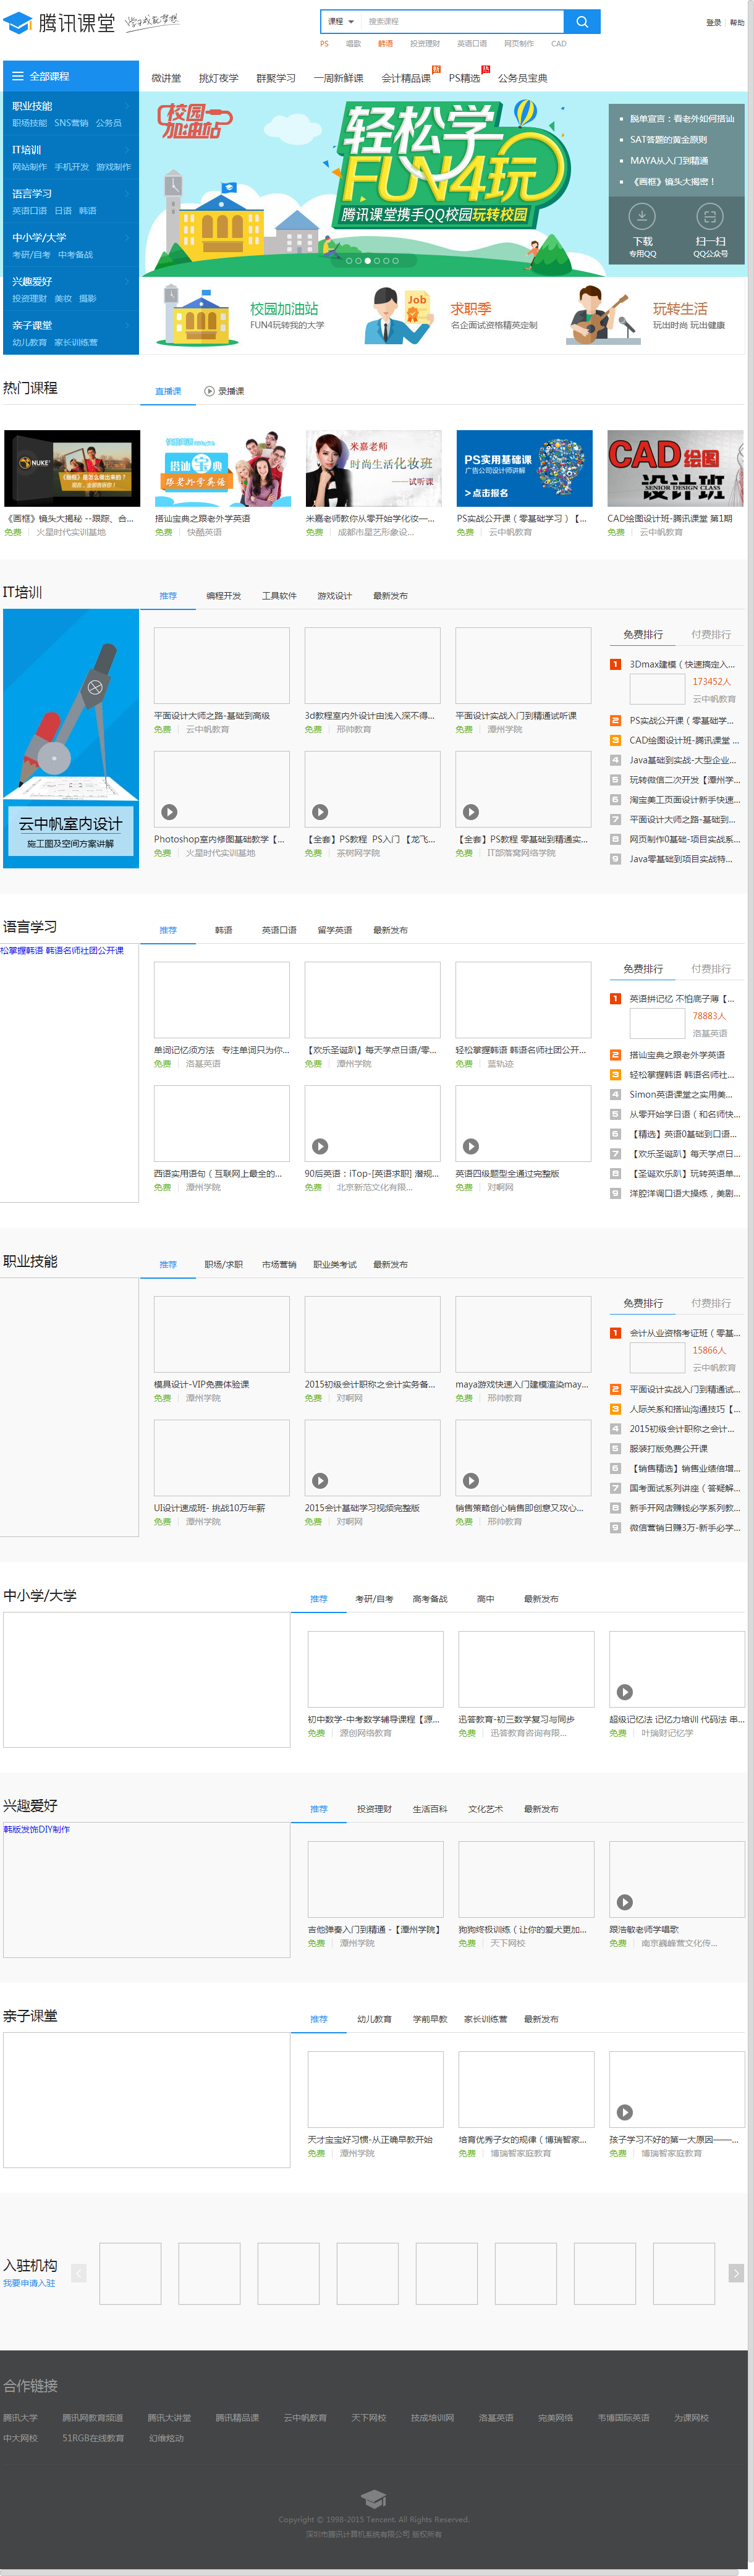 腾讯课堂
课程 搜索课程
登录 帮助
PS 唱歌 韩语 投资理财 英语口语 网页制作 CAD
全部课程
微讲堂 挑灯夜学 群聚学习 一周新鲜课 会计精品课 PS精选 公务员宝典
职业技能
职场技能 SNS营销 公务员
IT培训
网站制作 手机开发 游戏制作
语言学习
英语口语 日语 韩语
中小学/大学
考研/自考 中考备战
兴趣爱好
投资理财 美妆 摄影
亲子课堂
幼儿教育 家长训练营
校园
加油站
轻松学
FUN4玩
腾讯课堂携手QQ校园玩转校园
脱单宣言：看老外如何搭讪
SAT答题的黄金原则
MAYA从入门到精通
《画框》镜头大揭密！
下载
专用QQ
扫一扫
QQ公众号
校园加油站
FUN4玩转我的大学
Job
求职季
名企面试资格精英定制
玩转生活
玩出时尚 玩出健康
热门课程
直播课 录播课
《画框》镜头大揭秘 --跟踪、合...
免费 火星时代实训基地
搭讪宝典之跟老外学英语
免费 快酷英语
米嘉老师
时尚生活化妆班
——试听课
米嘉老师教你从零开始学化妆—...
免费 成都市星艺形象设...
PS实用基础课
广告公司设计师讲解
>点击报名
PS实战公开课（零基础学习）【...
免费 云中帆教育
CAD绘图
设计班
SENIOR DESIGN CLASS
CAD绘图设计班-腾讯课堂 第1期
免费 云中帆教育
IT培训
推荐 编程开发 工具软件 游戏设计 最新发布
云中帆室内设计
施工图及空间方案讲解
平面设计大师之路-基础到高级
免费 云中帆教育
3d教程室内外设计由浅入深不得...
免费 邢帅教育
平面设计实战入门到精通试听课
免费 潭州学院
Photoshop室内修图基础教学【...
免费 火星时代实训基地
【全套】PS教程 PS入门 【龙飞...
免费 茶树网学院
【全套】PS教程 零基础到精通实...
免费 IT部落窝网络学院
免费排行 付费排行
1 3Dmax建模（快速搞定入...
173452人
云中帆教育
2 PS实战公开课（零基础学...
3 CAD绘图设计班-腾讯课堂 ...
4 Java基础到实战-大型企业...
5 玩转微信二次开发【潭州学...
6 淘宝美工页面设计新手快速...
7 平面设计大师之路-基础到...
8 网页制作0基础-项目实战系...
9 Java零基础到项目实战特...
语言学习
推荐 韩语 英语口语 留学英语 最新发布
松掌握韩语 韩语名师社团公开课
单词记忆须方法 专注单词只为你...
免费 洛基英语
【欢乐圣诞趴】每天学点日语/零...
免费 潭州学院
轻松掌握韩语 韩语名师社团公开...
免费 蓝轨迹
西语实用语句（互联网上最全的...
免费 潭州学院
90后英语：iTop-[英语求职] 潜规...
免费 北京新范文化有限...
英语四级题型全通过完整版
免费 对啊网
免费排行 付费排行
1 英语拼记忆 不怕底子薄【...
78883人
洛基英语
2 搭讪宝典之跟老外学英语
3 轻松掌握韩语 韩语名师社...
4 Simon英语课堂之实用美...
5 从零开始学日语（和名师快...
6 【精选】英语0基础到口语...
7 【欢乐圣诞趴】每天学点日...
8 【圣诞欢乐趴】玩转英语单...
9 洋腔洋调口语大操练，美剧...
职业技能
推荐 职场/求职 市场营销 职业类考试 最新发布
模具设计-VIP免费体验课
免费 潭州学院
2015初级会计职称之会计实务备...
免费 对啊网
maya游戏快速入门建模渲染may...
免费 邢帅教育
UI设计速成班- 挑战10万年薪
免费 潭州学院
2015会计基础学习视频完整版
免费 对啊网
销售策略创心销售即创意又攻心...
免费 邢帅教育
免费排行 付费排行
1 会计从业资格考证班（零基...
15866人
云中帆教育
2 平面设计实战入门到精通试...
3 人际关系和搭讪沟通技巧【...
4 2015初级会计职称之会计...
5 服装打版免费公开课
6 【销售精选】销售业绩倍增...
7 国考面试系列讲座（答疑解...
8 新手开网店赚钱必学系列教...
9 微信营销日赚3万-新手必学...
中小学/大学
推荐 考研/自考 高考备战 高中 最新发布
初中数学-中考数学辅导课程【源...
免费 源创网络教育
迅答教育-初三数学复习与同步
免费 迅答教育咨询有限...
超级记忆法 记忆力培训 代码法 串...
免费 叶瑞财记忆学
兴趣爱好
推荐 投资理财 生活百科 文化艺术 最新发布
韩版发饰DIY制作
吉他弹奏入门到精通 -【潭州学院】
免费 潭州学院
狗狗终极训练（让你的爱犬更加...
免费 天下网校
跟浩敏老师学唱歌
免费 南京巍峰营文化传...
亲子课堂
推荐 幼儿教育 学前早教 家长训练营 最新发布
天才宝宝好习惯-从正确早教开始
免费 潭州学院
培育优秀子女的规律（博瑞智家...
免费 博瑞智家庭教育
孩子学习不好的第一大原因——...
免费 博瑞智家庭教育
入驻机构
我要申请入驻
合作链接
腾讯大学 腾讯网教育频道 腾讯大讲堂 腾讯精品课 云中帆教育 天下网校 技成培训网 洛基英语 完美网络 韦博国际英语 为课网校
中大网校 51RGB在线教育 幻维炫动
Copyright © 1998-2015 Tencent. All Rights Reserved.
深圳市腾讯计算机系统有限公司 版权所有